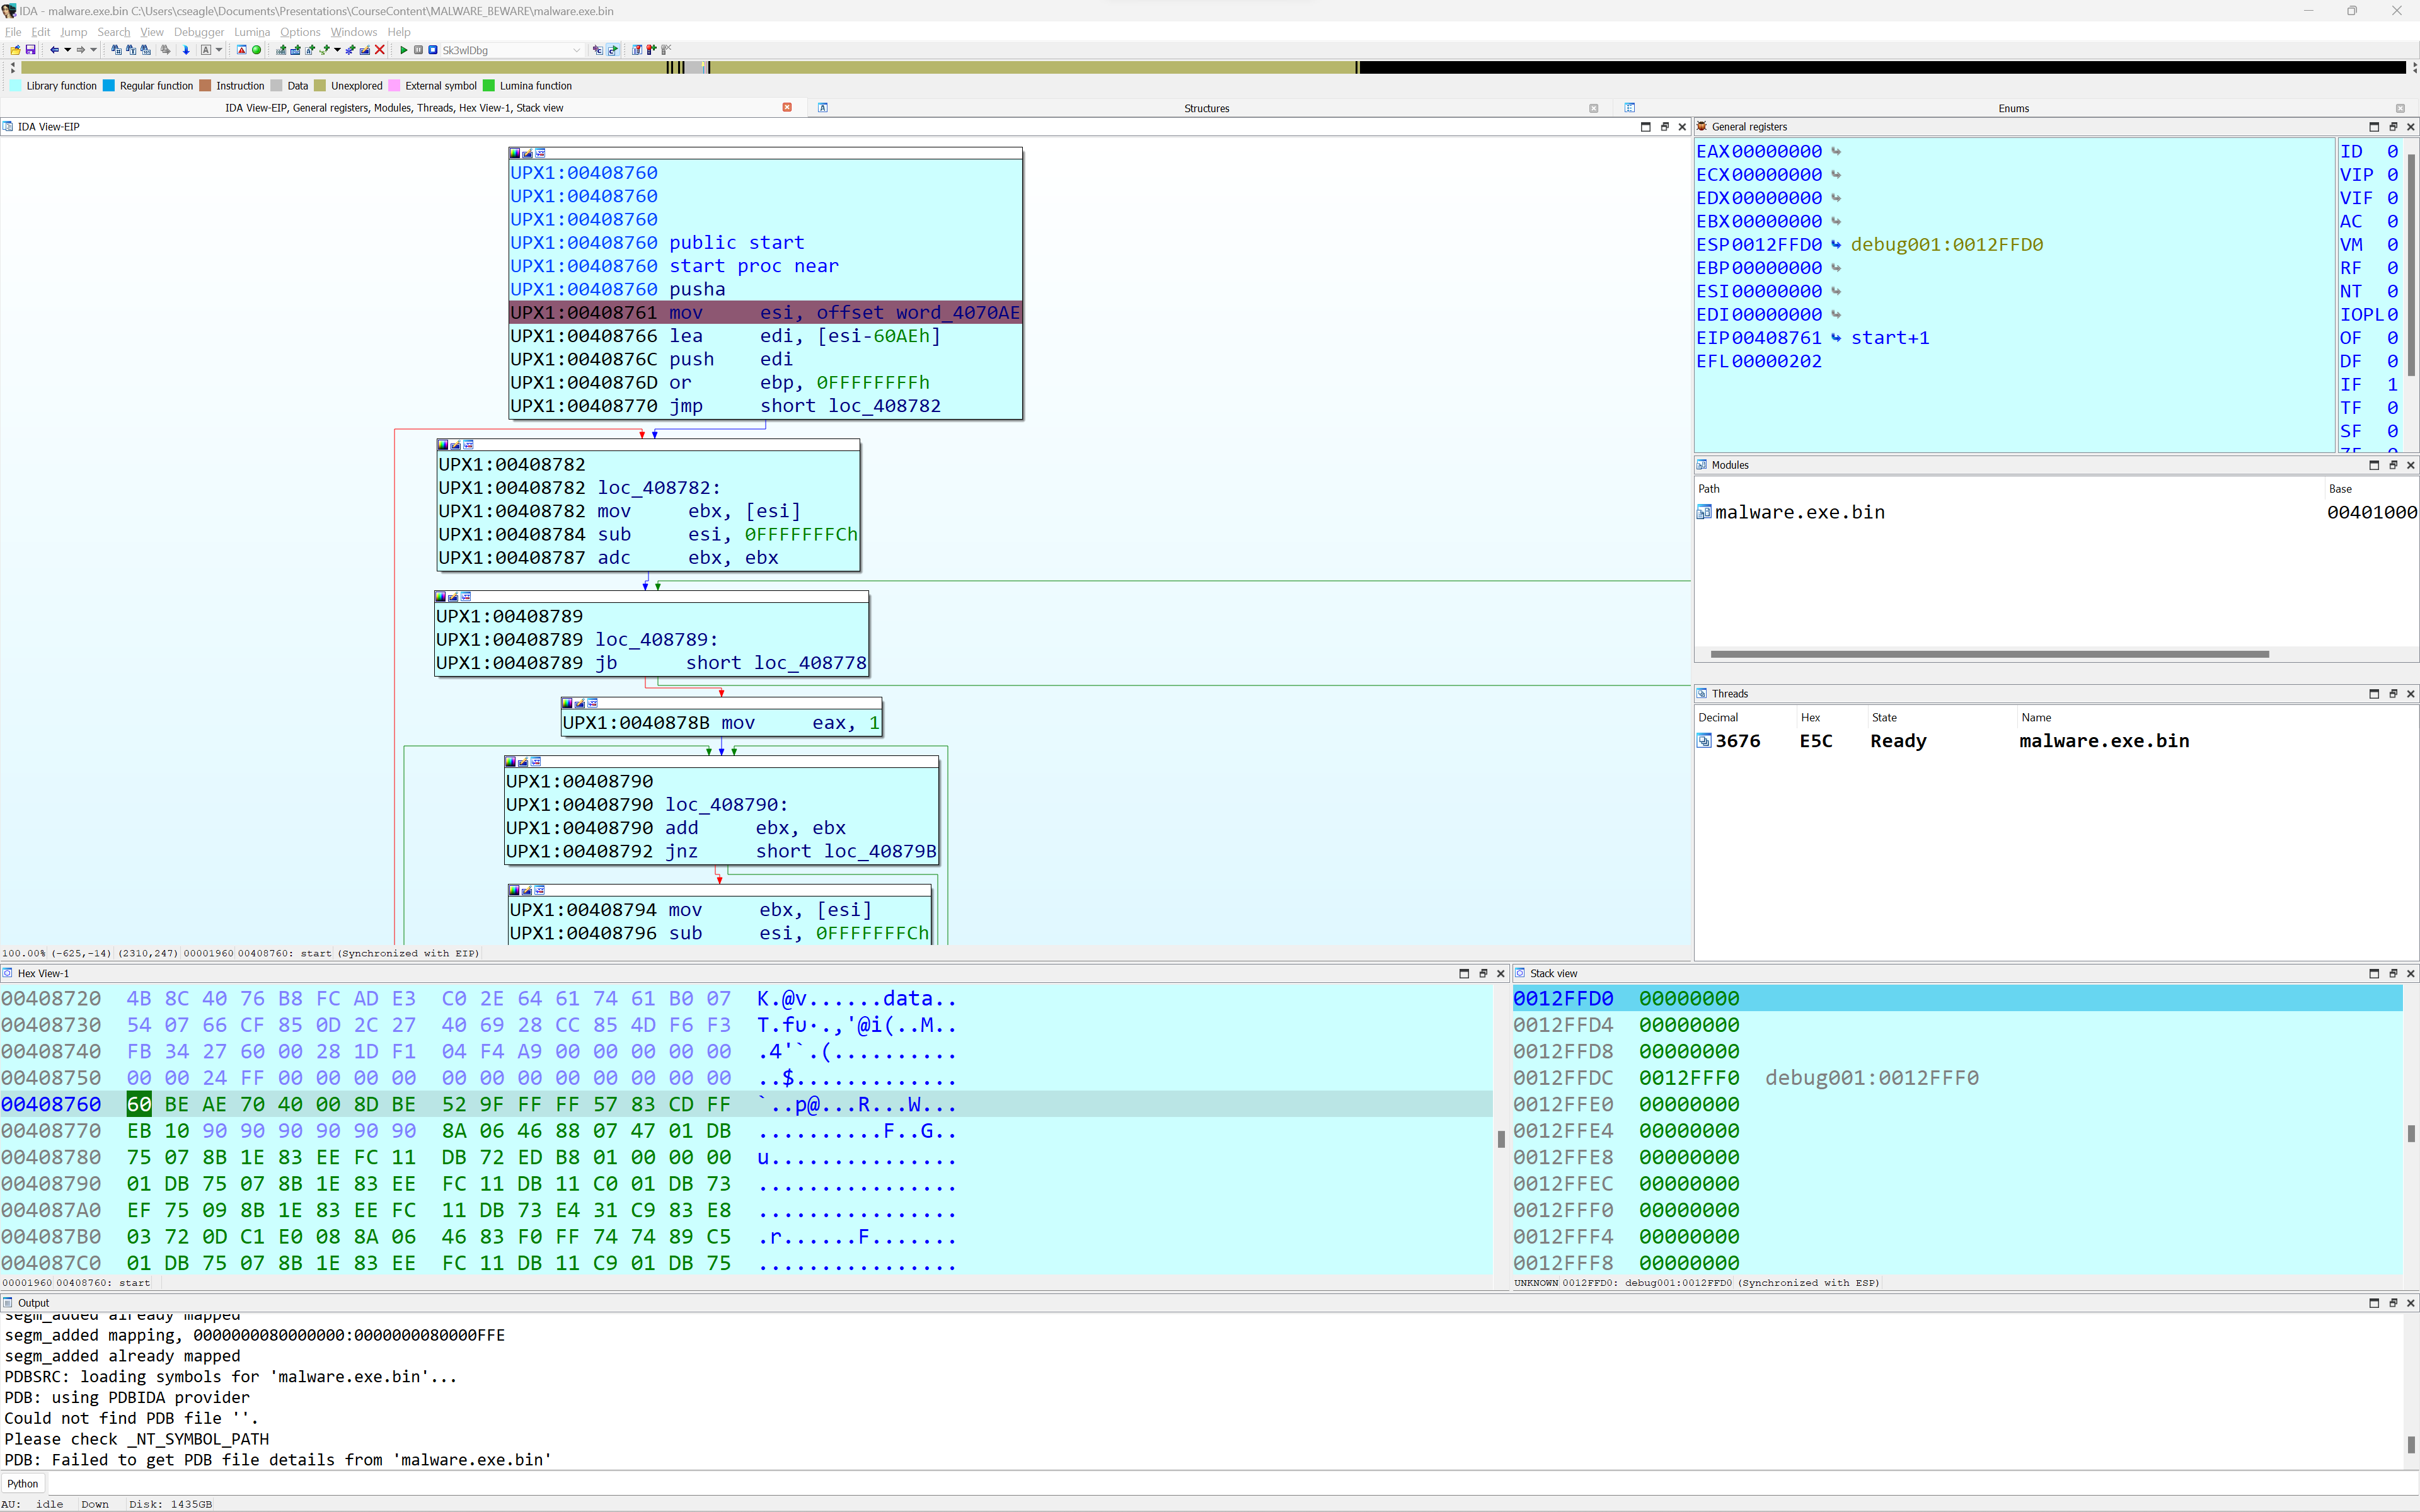 IDA - malware.exe.bin C:\Users\cseagle\Documents\Presentations\CourseContent\MALWARE_BEWARE\malware.exe.bin
File Edit Jump Search View Debugger Lumina Options Windows Help
Sk3wlDbg
Library function Regular function Instruction Data Unexplored External symbol Lumina function
IDA View-EIP, General registers, Modules, Threads, Hex View-1, Stack view
Structures
Enums
IDA View-EIP
UPX1:00408760
UPX1:00408760
UPX1:00408760
UPX1:00408760 public start
UPX1:00408760 start proc near
UPX1:00408760 pusha
UPX1:00408761 mov esi, offset word_4070AE
UPX1:00408766 lea edi, [esi-60AEh]
UPX1:0040876C push edi
UPX1:0040876D or ebp, 0FFFFFFFFh
UPX1:00408770 jmp short loc_408782
UPX1:00408782
UPX1:00408782 loc_408782:
UPX1:00408782 mov ebx, [esi]
UPX1:00408784 sub esi, 0FFFFFFFCh
UPX1:00408787 adc ebx, ebx
UPX1:00408789
UPX1:00408789 loc_408789:
UPX1:00408789 jb short loc_408778
UPX1:0040878B mov eax, 1
UPX1:00408790
UPX1:00408790 loc_408790:
UPX1:00408790 add ebx, ebx
UPX1:00408792 jnz short loc_40879B
UPX1:00408794 mov ebx, [esi]
UPX1:00408796 sub esi, 0FFFFFFFCh
100.00% (-625,-14) (2310,247) 00001960 00408760: start (Synchronized with EIP)
General registers
EAX 00000000
ECX 00000000
EDX 00000000
EBX 00000000
ESP 0012FFD0 debug001:0012FFD0
EBP 00000000
ESI 00000000
EDI 00000000
EIP 00408761 start+1
EFL 00000202
ID 0
VIP 0
VIF 0
AC 0
VM 0
RF 0
NT 0
IOPL 0
OF 0
DF 0
IF 1
TF 0
SF 0
Modules
Path Base
malware.exe.bin 00401000
Threads
Decimal Hex State Name
3676 E5C Ready malware.exe.bin
Hex View-1
00408720 4B 8C 40 76 B8 FC AD E3 C0 2E 64 61 74 61 B0 07 K.@v......data..
00408730 54 07 66 CF 85 0D 2C 27 40 69 28 CC 85 4D F6 F3 T.fu·.,'@i(..M..
00408740 FB 34 27 60 00 28 1D F1 04 F4 A9 00 00 00 00 00 .4'`.(..........
00408750 00 00 24 FF 00 00 00 00 00 00 00 00 00 00 00 00 ..$.............
00408760 60 BE AE 70 40 00 8D BE 52 9F FF FF 57 83 CD FF `..p@...R...W...
00408770 EB 10 90 90 90 90 90 90 8A 06 46 88 07 47 01 DB ..........F..G..
00408780 75 07 8B 1E 83 EE FC 11 DB 72 ED B8 01 00 00 00 u...............
00408790 01 DB 75 07 8B 1E 83 EE FC 11 DB 11 C0 01 DB 73 ................
004087A0 EF 75 09 8B 1E 83 EE FC 11 DB 73 E4 31 C9 83 E8 ................
004087B0 03 72 0D C1 E0 08 8A 06 46 83 F0 FF 74 74 89 C5 .r......F.......
004087C0 01 DB 75 07 8B 1E 83 EE FC 11 DB 11 C9 01 DB 75 ................
00001960 00408760: start
Stack view
0012FFD0 00000000
0012FFD4 00000000
0012FFD8 00000000
0012FFDC 0012FFF0 debug001:0012FFF0
0012FFE0 00000000
0012FFE4 00000000
0012FFE8 00000000
0012FFEC 00000000
0012FFF0 00000000
0012FFF4 00000000
0012FFF8 00000000
UNKNOWN 0012FFD0: debug001:0012FFD0 (Synchronized with ESP)
Output
segm_added already mapped
segm_added mapping, 0000000080000000:0000000080000FFE
segm_added already mapped
PDBSRC: loading symbols for 'malware.exe.bin'...
PDB: using PDBIDA provider
Could not find PDB file ''.
Please check _NT_SYMBOL_PATH
PDB: Failed to get PDB file details from 'malware.exe.bin'
Python
AU: idle Down Disk: 1435GB